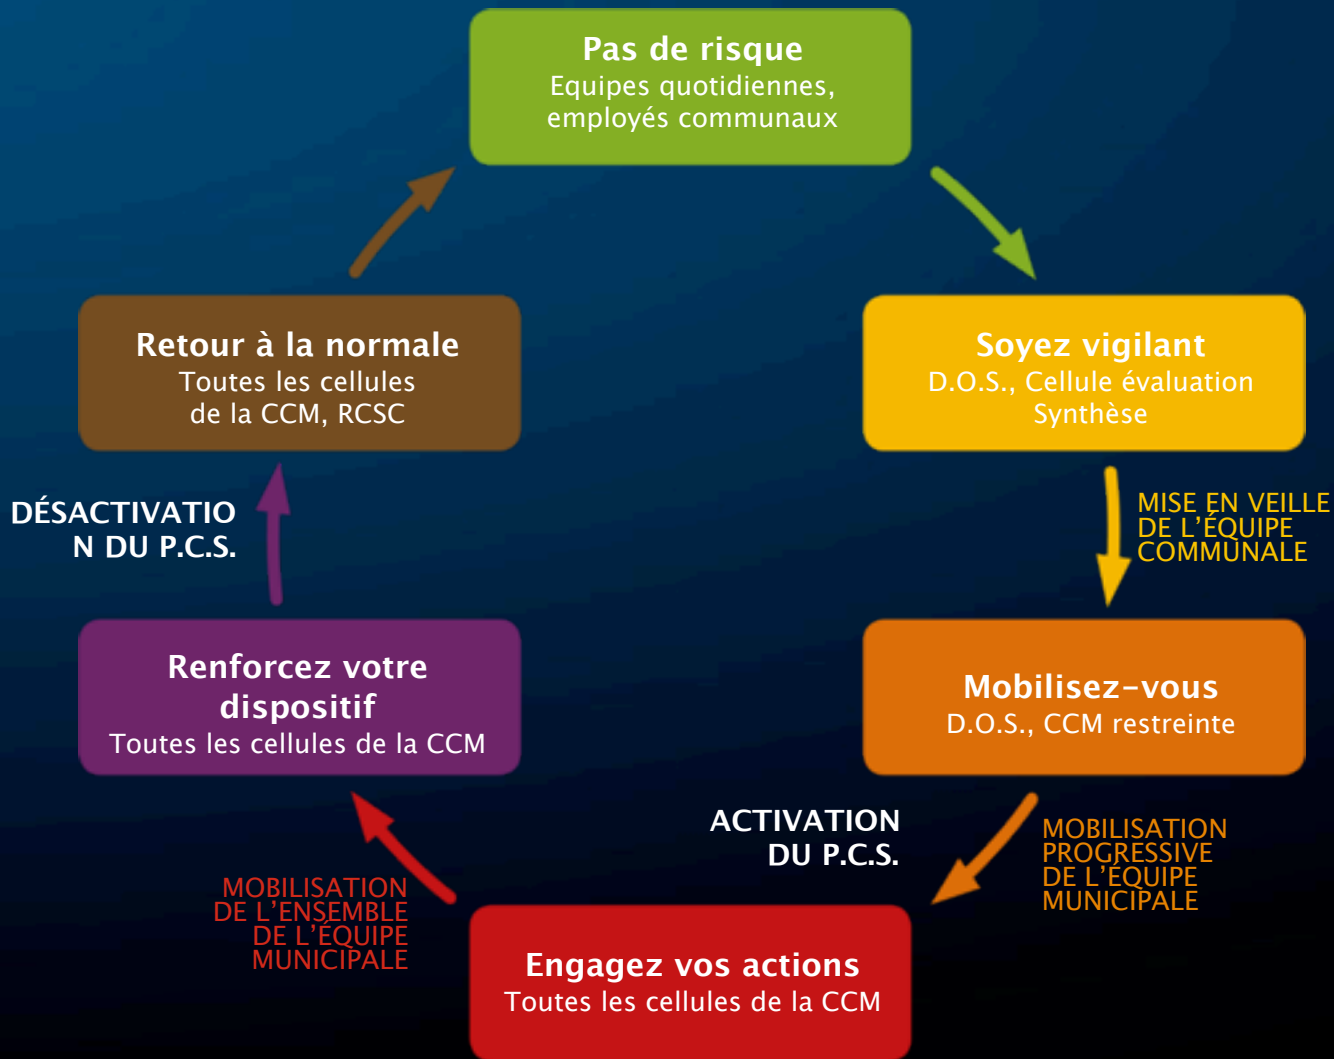 Pas de risque
Equipes quotidiennes,
employés communaux
Soyez vigilant
D.O.S., Cellule évaluation
Synthèse
MISE EN VEILLE
DE L'ÉQUIPE
COMMUNALE
Mobilisez-vous
D.O.S., CCM restreinte
MOBILISATION
PROGRESSIVE
DE L'ÉQUIPE
MUNICIPALE
ACTIVATION
DU P.C.S.
Engagez vos actions
Toutes les cellules de la CCM
MOBILISATION
DE L'ENSEMBLE
DE L'ÉQUIPE
MUNICIPALE
Renforcez votre
dispositif
Toutes les cellules de la CCM
DÉSACTIVATIO
N DU P.C.S.
Retour à la normale
Toutes les cellules
de la CCM, RCSC